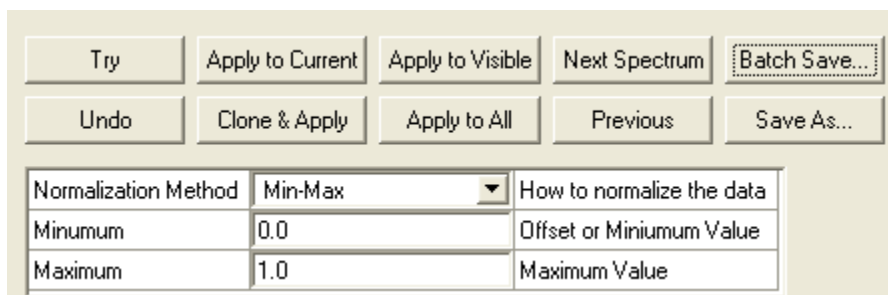 Try Apply to Current Apply to Visible Next Spectrum Batch Save...
Undo Clone & Apply Apply to All Previous Save As...
Normalization Method Min-Max How to normalize the data
Minumum 0.0 Offset or Miniumum Value
Maximum 1.0 Maximum Value